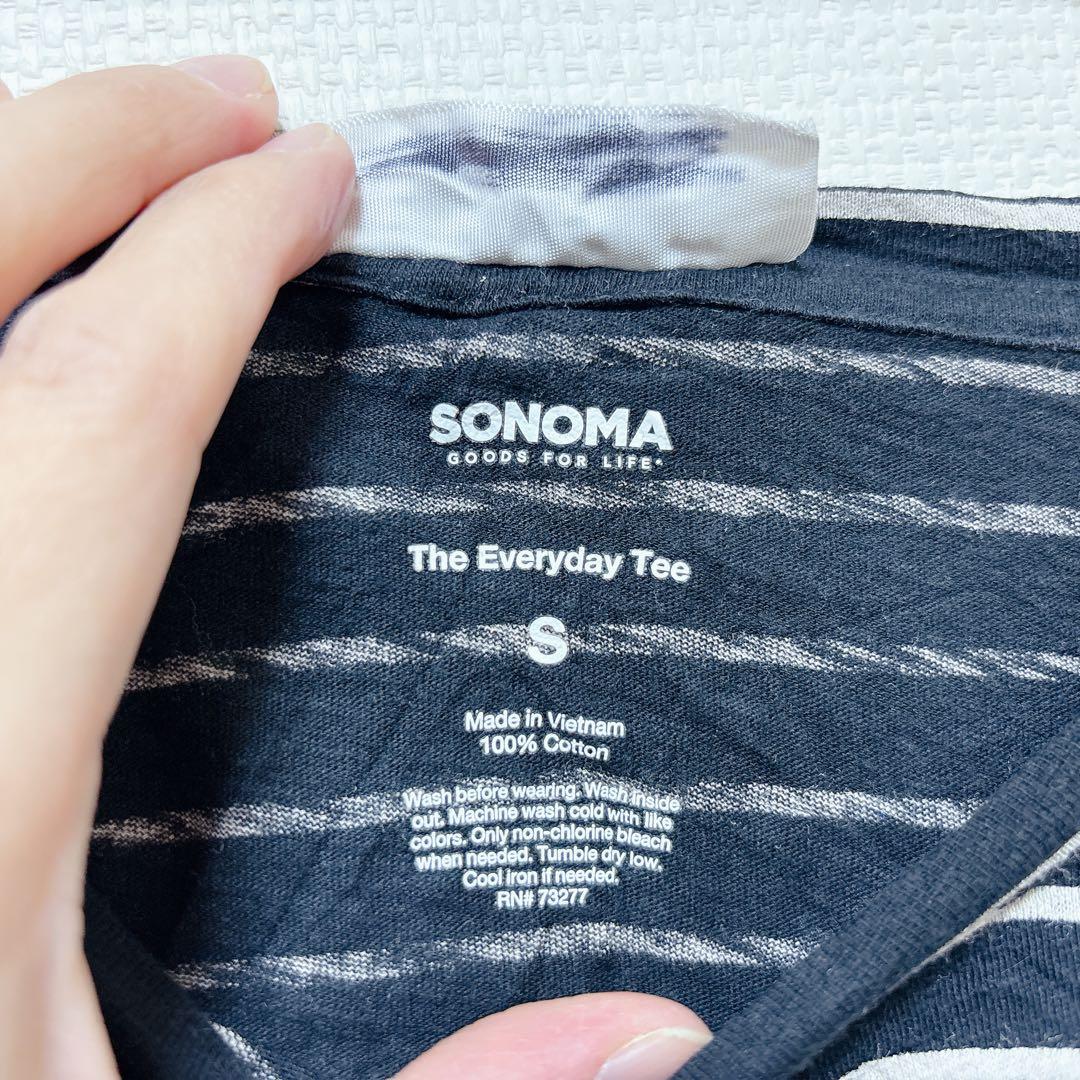 SONOMA
GOODS FOR LIFE
The Everyday Tee
S
Made in Vietnam
100% Cotton
Wash before wearing. Wash inside
out. Machine wash cold with like
colors. Only non-chlorine bleach
when needed. Tumble dry low.
Cool iron if needed.
RN# 73277